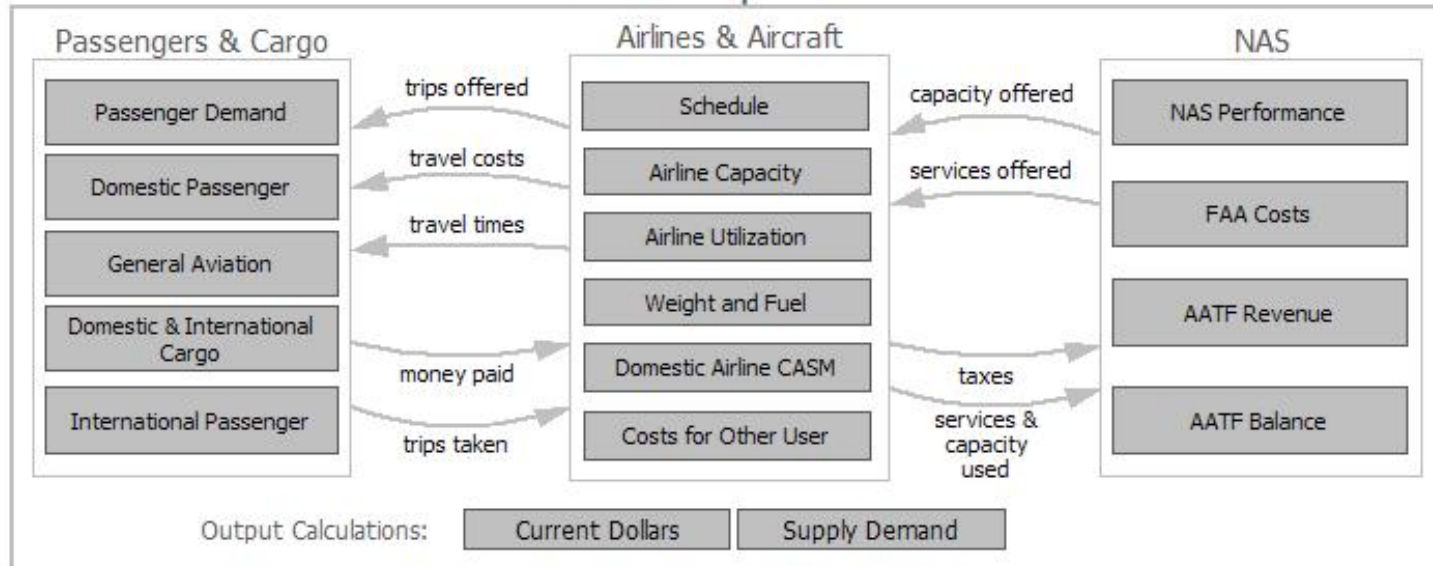 Passengers & Cargo
Passenger Demand
Domestic Passenger
General Aviation
Domestic & International
Cargo
International Passenger
trips offered
travel costs
travel times
money paid
trips taken
Airlines & Aircraft
Schedule
Airline Capacity
Airline Utilization
Weight and Fuel
Domestic Airline CASM
Costs for Other User
capacity offered
services offered
taxes
services &
capacity
used
NAS
NAS Performance
FAA Costs
AATF Revenue
AATF Balance
Output Calculations:
Current Dollars
Supply Demand